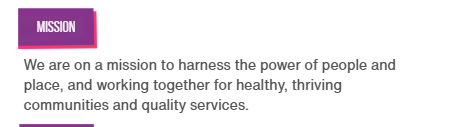 MISSION
We are on a mission to harness the power of people and
place, and working together for healthy, thriving
communities and quality services.